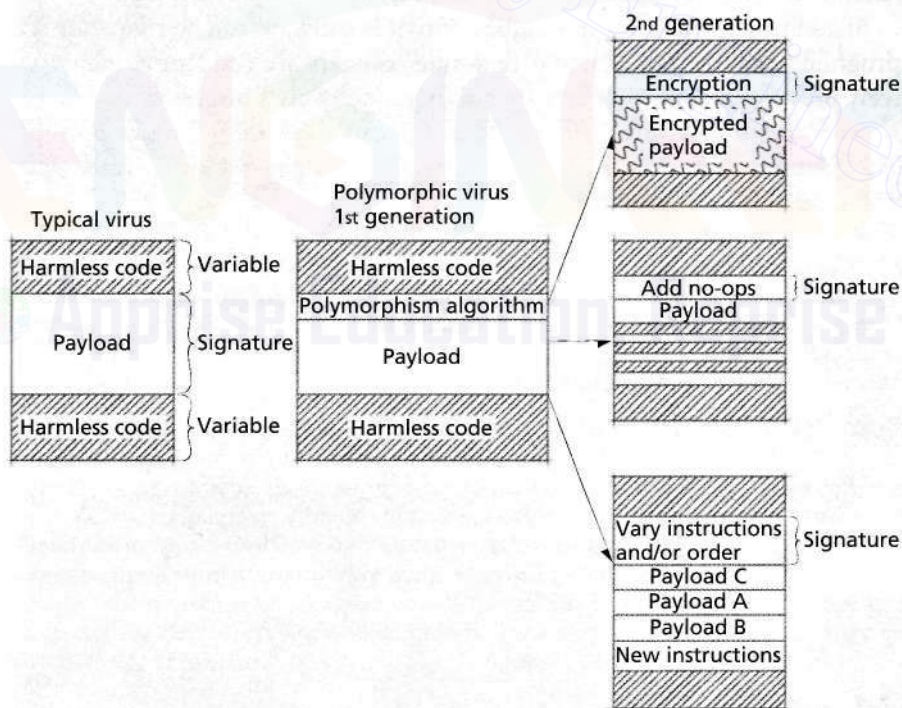 Typical virus
Harmless code
Variable
Payload
Signature
Harmless code
Variable
Polymorphic virus
1st generation
Harmless code
Polymorphism algorithm
Payload
Harmless code
2nd generation
Encryption
Signature
Encrypted
payload
Add no-ops
Signature
Payload
Vary instructions
and/or order
Signature
Payload C
Payload A
Payload B
New instructions